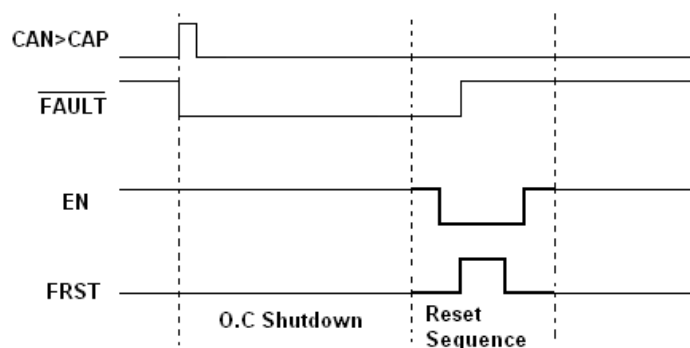 CAN>CAP
FAULT
EN
FRST
O.C Shutdown
Reset
Sequence